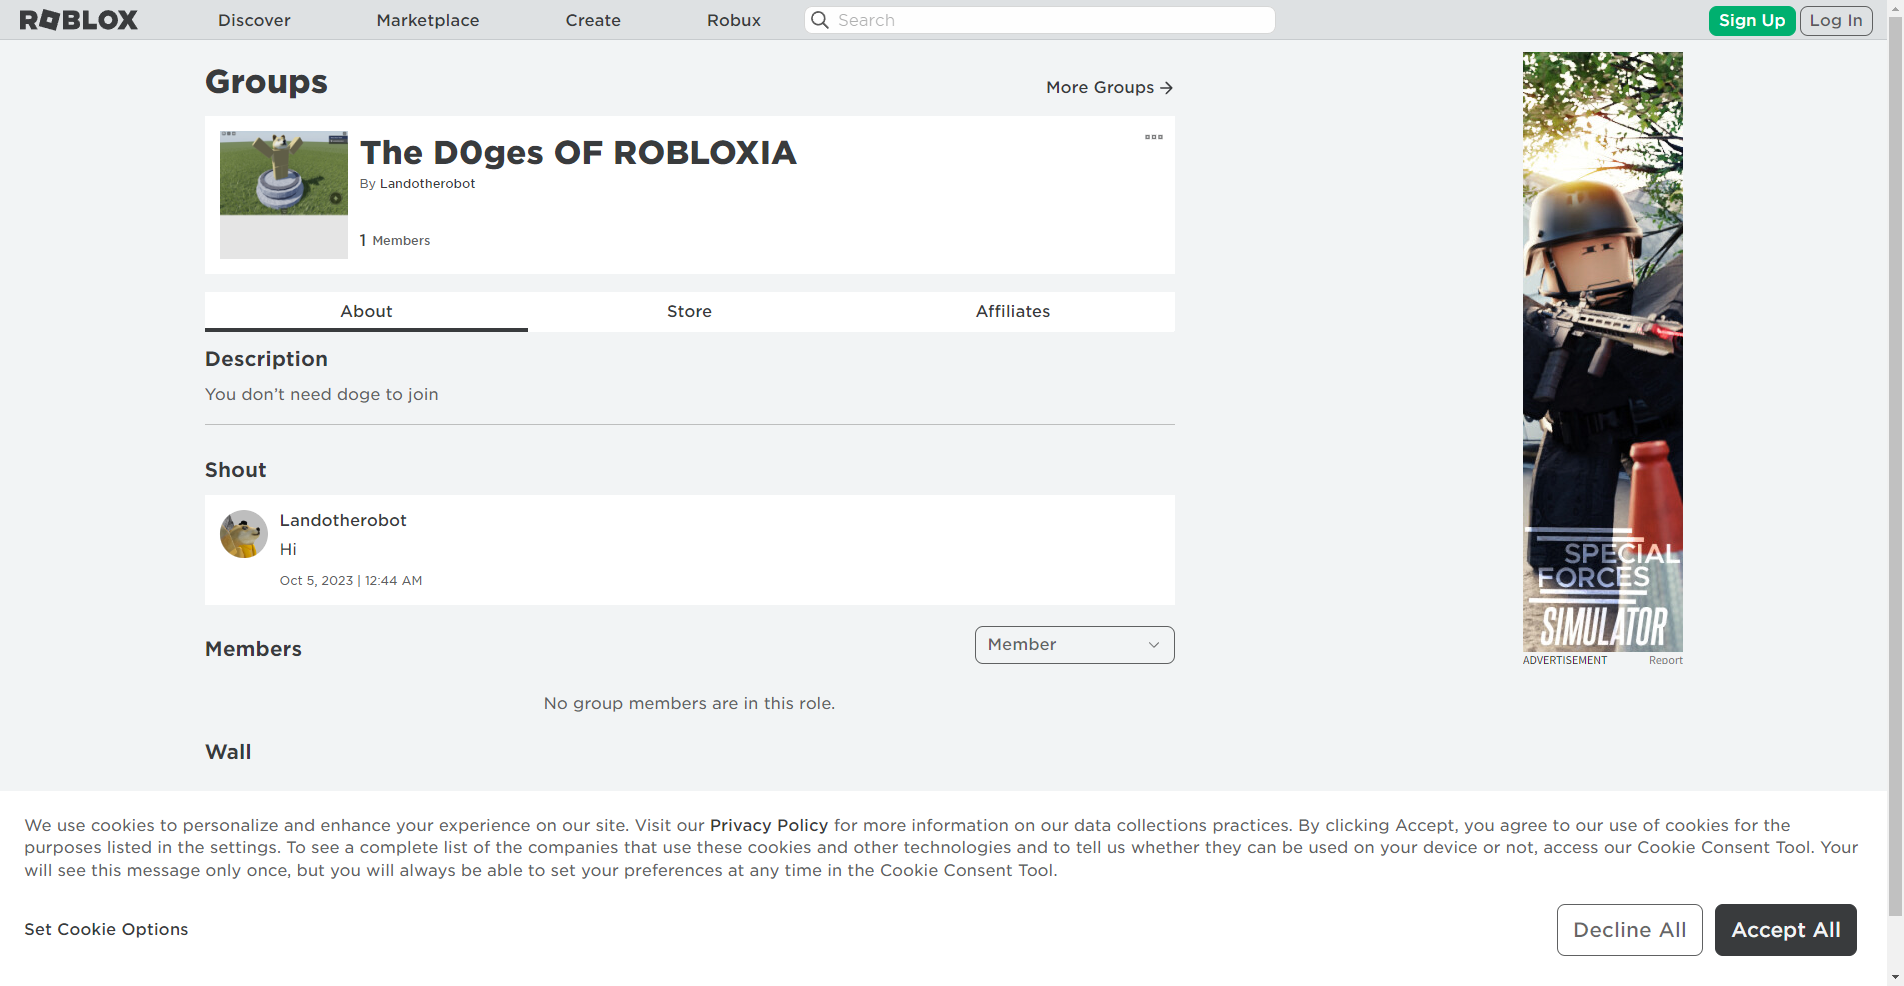 ROBLOX
Discover
Marketplace
Create
Robux
Search
Sign Up
Log In
Groups
More Groups →
The D0ges OF ROBLOXIA
By Landotherobot
1 Members
About
Store
Affiliates
Description
You don’t need doge to join
Shout
Landotherobot
Hi
Oct 5, 2023 | 12:44 AM
Members
Member
No group members are in this role.
Wall
SPECIAL
FORCES
SIMULATOR
ADVERTISEMENT
Report
We use cookies to personalize and enhance your experience on our site. Visit our Privacy Policy for more information on our data collections practices. By clicking Accept, you agree to our use of cookies for the
purposes listed in the settings. To see a complete list of the companies that use these cookies and other technologies and to tell us whether they can be used on your device or not, access our Cookie Consent Tool. Your
will see this message only once, but you will always be able to set your preferences at any time in the Cookie Consent Tool.
Set Cookie Options
Decline All
Accept All